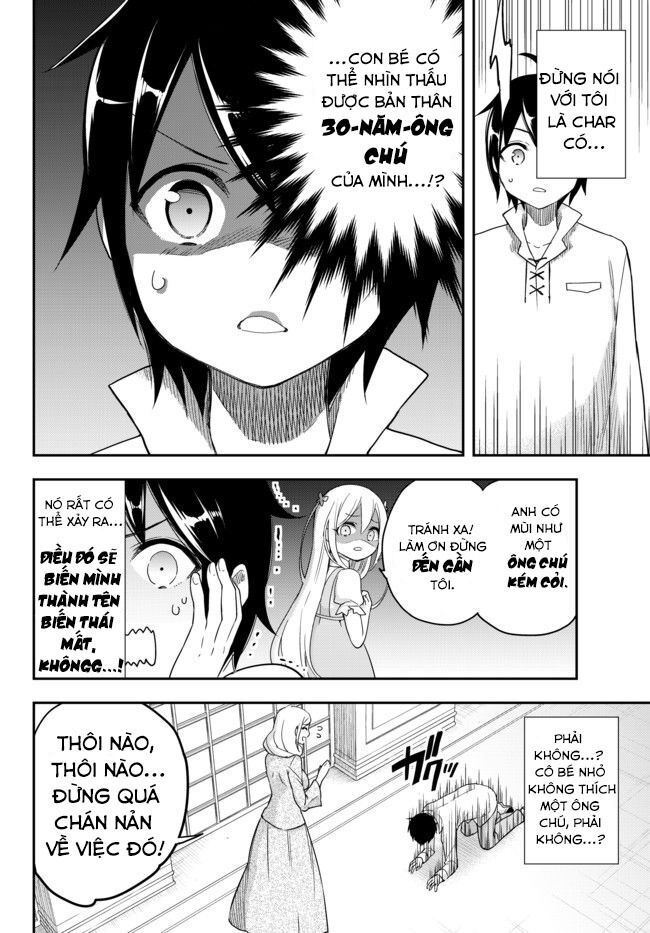 ĐỪNG NÓI
VỚI TÔI
LÀ CHAR
CÓ...
...CON BÉ CÓ
THỂ NHÌN THẤU
ĐƯỢC BẢN THÂN
30-NĂM-ÔNG
CHÚ
CỦA MÌNH...!?
ANH CÓ
MÙI NHƯ
MỘT
ÔNG CHÚ
KÉM CỎI.
TRÁNH XA!
LÀM ƠN ĐỪNG
ĐẾN GẦN
TÔI.
NÓ RẤT CÓ
THỂ XẢY RA...
ĐIỀU ĐÓ SẼ
BIẾN MÌNH
THÀNH TÊN
BIẾN THÁI
MẤT,
KHÔNGG...!
PHẢI
KHÔNG...?
CÔ BÉ NHỎ
KHÔNG THÍCH
MỘT ÔNG
CHÚ, PHẢI
KHÔNG...?
ガクッ
THÔI NÀO,
THÔI NÀO...
ĐỪNG QUÁ
CHÁN NẢN
VỀ VIỆC ĐÓ!